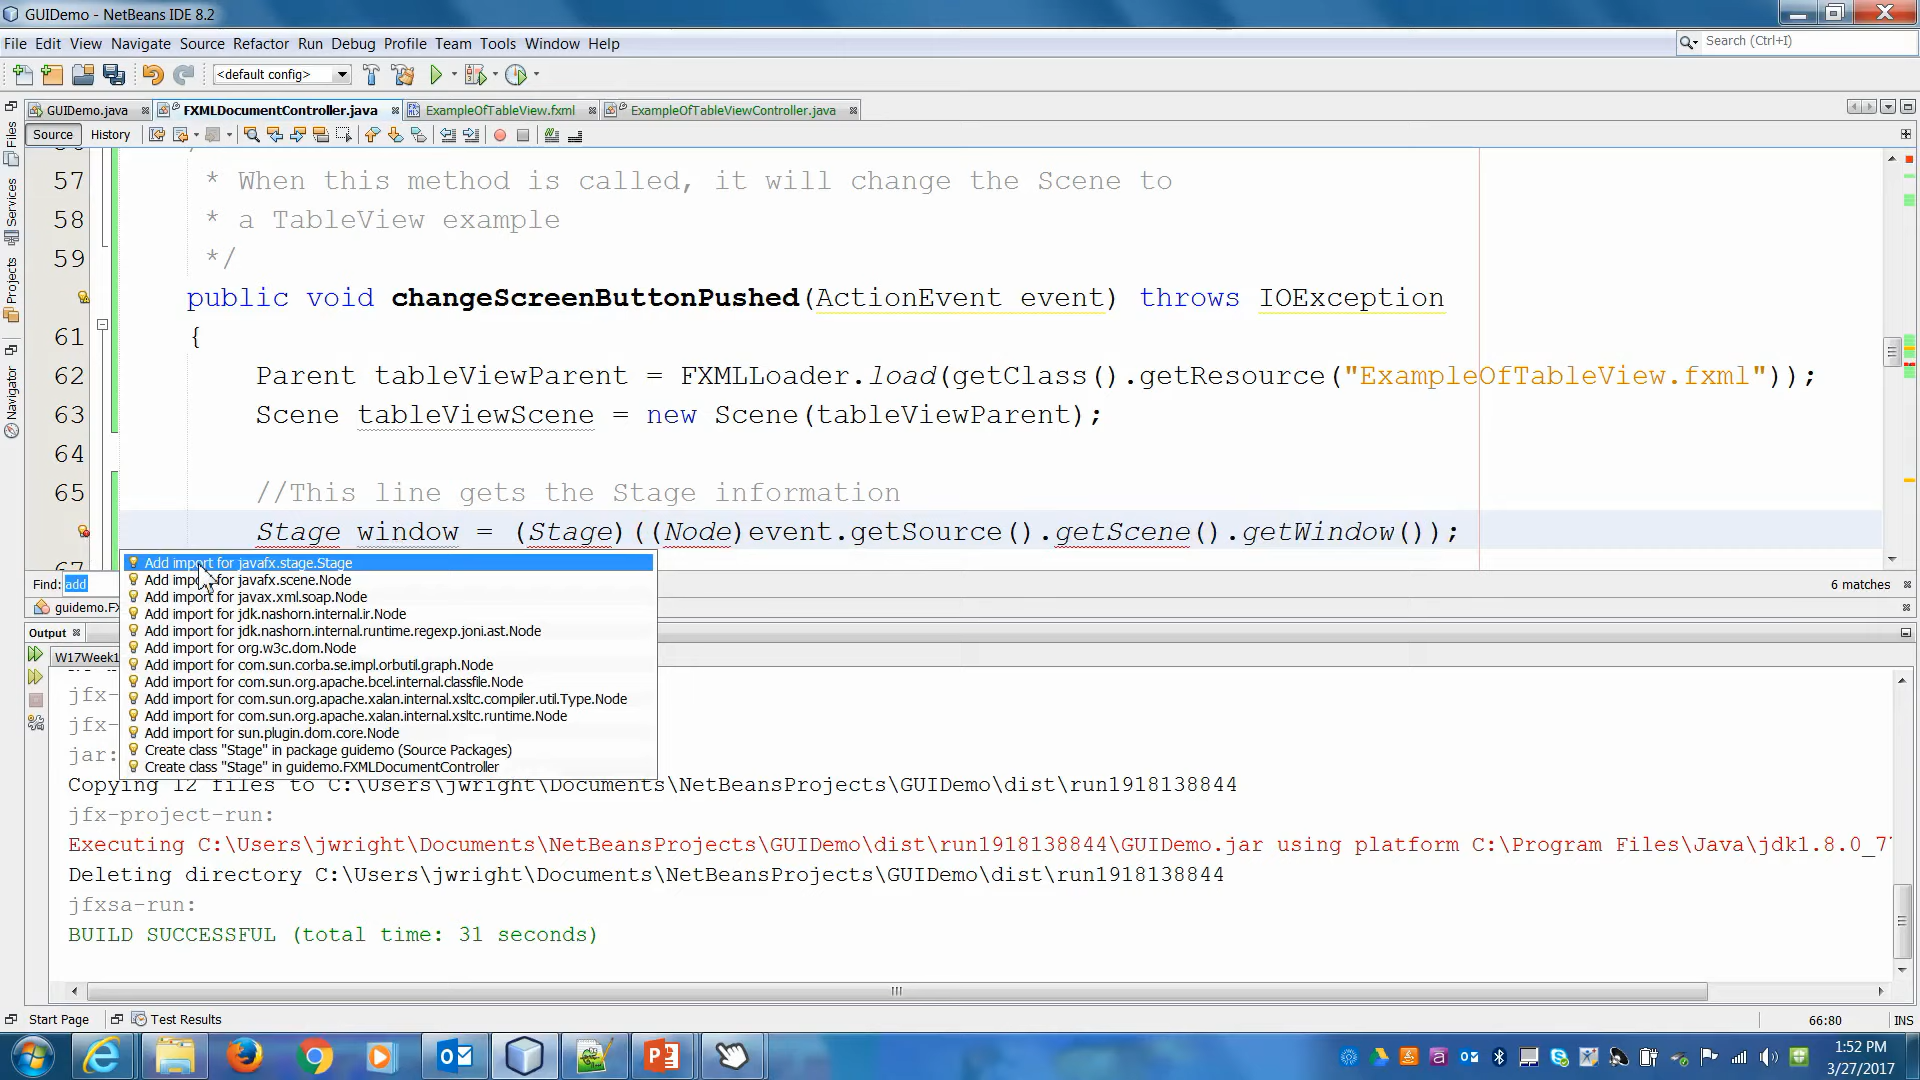 GUIDemo - NetBeans IDE 8.2
File Edit View Navigate Source Refactor Run Debug Profile Team Tools Window Help
Search (Ctrl+I)
<default config>
GUIDemo.java FXMLDocumentController.java ExampleOfTableView.fxml ExampleOfTableViewController.java
Source History
Files
Services
Projects
Navigator
57 * When this method is called, it will change the Scene to
58 * a TableView example
59 */
public void changeScreenButtonPushed(ActionEvent event) throws IOException
61 {
62 Parent tableViewParent = FXMLLoader.load(getClass().getResource("ExampleOfTableView.fxml"));
63 Scene tableViewScene = new Scene(tableViewParent);
64
65 //This line gets the Stage information
Stage window = (Stage)((Node)event.getSource().getScene().getWindow());
Add import for javafx.stage.Stage
Add import for javafx.scene.Node
Add import for javax.xml.soap.Node
Add import for jdk.nashorn.internal.ir.Node
Add import for jdk.nashorn.internal.runtime.regexp.joni.ast.Node
Add import for org.w3c.dom.Node
Add import for com.sun.corba.se.impl.orbutil.graph.Node
Add import for com.sun.org.apache.bcel.internal.classfile.Node
Add import for com.sun.org.apache.xalan.internal.xsltc.compiler.util.Type.Node
Add import for com.sun.org.apache.xalan.internal.xsltc.runtime.Node
Add import for sun.plugin.dom.core.Node
Create class "Stage" in package guidemo (Source Packages)
Create class "Stage" in guidemo.FXMLDocumentController
Find: add 6 matches
guidemo.FX
Output
W17Week1
jfx-
jfx-
jar:
Copying 12 files to C:\Users\jwright\Documents\NetBeansProjects\GUIDemo\dist\run1918138844
jfx-project-run:
Executing C:\Users\jwright\Documents\NetBeansProjects\GUIDemo\dist\run1918138844\GUIDemo.jar using platform C:\Program Files\Java\jdk1.8.0_7
Deleting directory C:\Users\jwright\Documents\NetBeansProjects\GUIDemo\dist\run1918138844
jfxsa-run:
BUILD SUCCESSFUL (total time: 31 seconds)
Start Page Test Results
66:80 INS
1:52 PM
3/27/2017